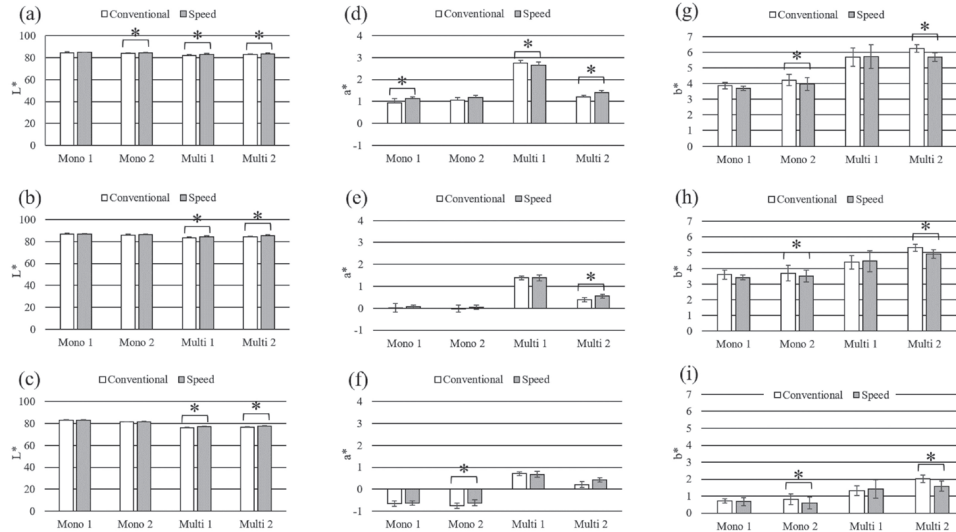 (a)
Conventional Speed
L*
100
80
60
40
20
0
* * *
Mono 1 Mono 2 Multi 1 Multi 2
(d)
Conventional Speed
a*
4
3
2
1
0
-1
* * *
Mono 1 Mono 2 Multi 1 Multi 2
(g)
Conventional Speed
b*
7
6
5
4
3
2
1
0
* *
Mono 1 Mono 2 Multi 1 Multi 2
(b)
Conventional Speed
L*
100
80
60
40
20
0
* *
Mono 1 Mono 2 Multi 1 Multi 2
(e)
Conventional Speed
a*
4
3
2
1
0
-1
*
Mono 1 Mono 2 Multi 1 Multi 2
(h)
Conventional Speed
b*
7
6
5
4
3
2
1
0
* *
Mono 1 Mono 2 Multi 1 Multi 2
(c)
Conventional Speed
L*
100
80
60
40
20
0
* *
Mono 1 Mono 2 Multi 1 Multi 2
(f)
Conventional Speed
a*
4
3
2
1
0
-1
*
Mono 1 Mono 2 Multi 1 Multi 2
(i)
Conventional Speed
b*
7
6
5
4
3
2
1
0
* *
Mono 1 Mono 2 Multi 1 Multi 2